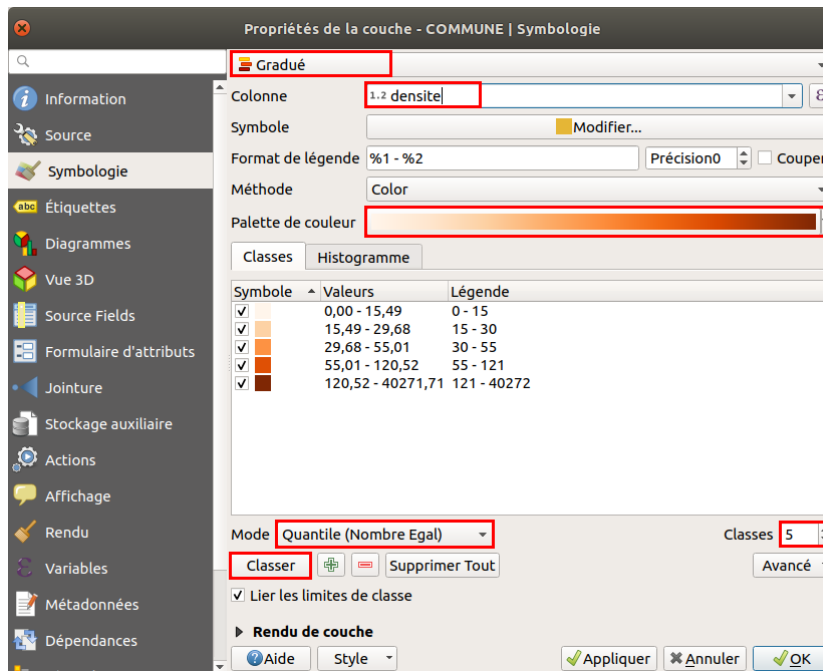 Propriétés de la couche - COMMUNE | Symbologie
Gradué
Information
Source
Symbologie
abc Étiquettes
Diagrammes
Vue 3D
Source Fields
Formulaire d'attributs
Jointure
Stockage auxiliaire
Actions
Affichage
Rendu
Variables
Métadonnées
Dépendances
Colonne 1.2 densite ε
Symbole Modifier...
Format de légende %1 - %2 Précision0 Couper
Méthode Color
Palette de couleur
Classes Histogramme
Symbole Valeurs Légende
0,00 - 15,49 0 - 15
15,49 - 29,68 15 - 30
29,68 - 55,01 30 - 55
55,01 - 120,52 55 - 121
120,52 - 40271,71 121 - 40272
Mode Quantile (Nombre Egal) Classes 5
Classer Supprimer Tout Avancé
Lier les limites de classe
Rendu de couche
Aide Style Appliquer Annuler OK